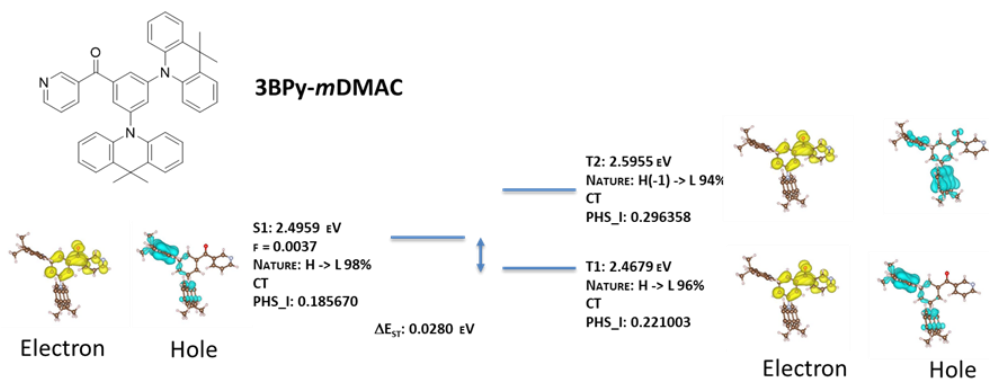 O
N
N
N
3BPy-mDMAC
T2: 2.5955 EV
NATURE: H(-1) -> L 94%
CT
PHS_I: 0.296358
S1: 2.4959 EV
F = 0.0037
NATURE: H -> L 98%
CT
PHS_I: 0.185670
T1: 2.4679 EV
NATURE: H -> L 96%
CT
PHS_I: 0.221003
ΔEST: 0.0280 EV
Electron
Hole
Electron
Hole